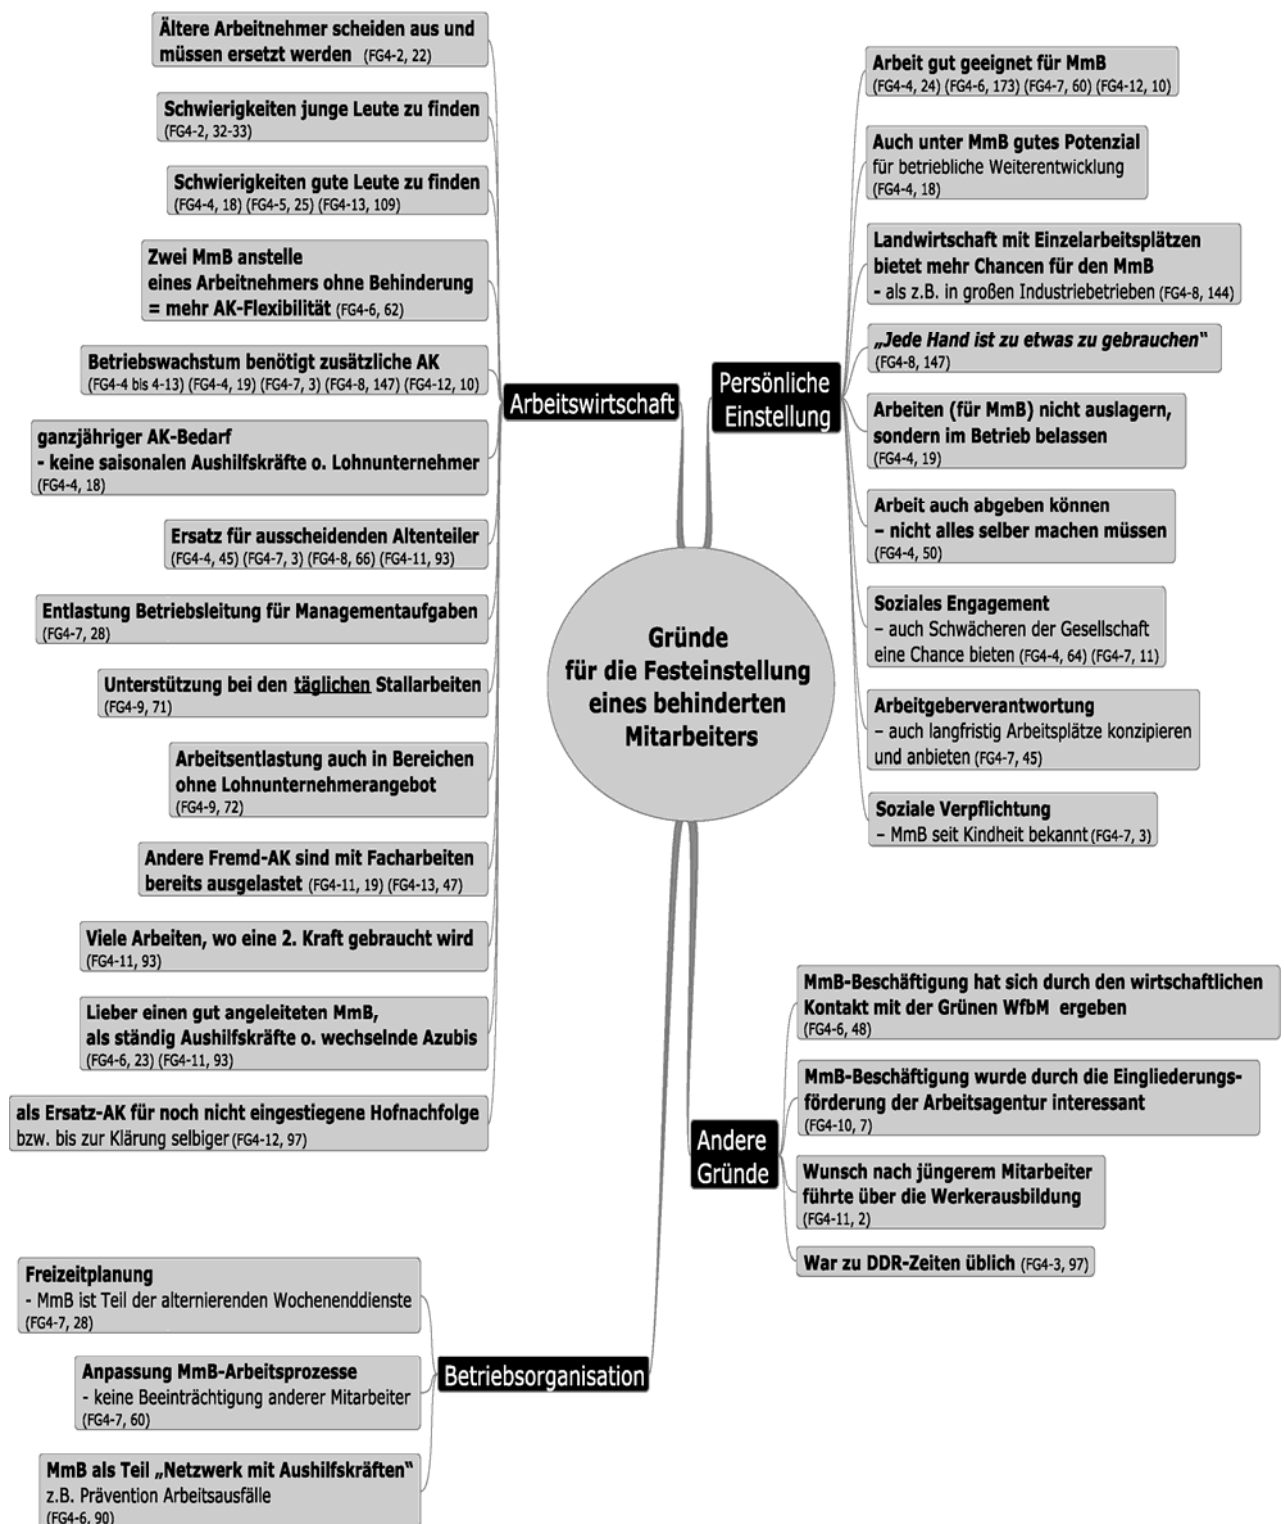 Ältere Arbeitnehmer scheiden aus und
müssen ersetzt werden (FG4-2, 22)
Schwierigkeiten junge Leute zu finden
(FG4-2, 32-33)
Schwierigkeiten gute Leute zu finden
(FG4-4, 18) (FG4-5, 25) (FG4-13, 109)
Zwei MmB anstelle
eines Arbeitnehmers ohne Behinderung
= mehr AK-Flexibilität (FG4-6, 62)
Betriebswachstum benötigt zusätzliche AK
(FG4-4 bis 4-13) (FG4-4, 19) (FG4-7, 3) (FG4-8, 147) (FG4-12, 10)
ganzjähriger AK-Bedarf
- keine saisonalen Aushilfskräfte o. Lohnunternehmer
(FG4-4, 18)
Ersatz für ausscheidenden Altenteiler
(FG4-4, 45) (FG4-7, 3) (FG4-8, 66) (FG4-11, 93)
Entlastung Betriebsleitung für Managementaufgaben
(FG4-7, 28)
Unterstützung bei den täglichen Stallarbeiten
(FG4-9, 71)
Arbeitsentlastung auch in Bereichen
ohne Lohnunternehmerangebot
(FG4-9, 72)
Andere Fremd-AK sind mit Facharbeiten
bereits ausgelastet (FG4-11, 19) (FG4-13, 47)
Viele Arbeiten, wo eine 2. Kraft gebraucht wird
(FG4-11, 93)
Lieber einen gut angeleiteten MmB,
als ständig Aushilfskräfte o. wechselnde Azubis
(FG4-6, 23) (FG4-11, 93)
als Ersatz-AK für noch nicht eingestiegene Hofnachfolge
bzw. bis zur Klärung selbiger (FG4-12, 97)
Arbeitswirtschaft
Persönliche
Einstellung
Arbeit gut geeignet für MmB
(FG4-4, 24) (FG4-6, 173) (FG4-7, 60) (FG4-12, 10)
Auch unter MmB gutes Potenzial
für betriebliche Weiterentwicklung
(FG4-4, 18)
Landwirtschaft mit Einzelarbeitsplätzen
bietet mehr Chancen für den MmB
- als z.B. in großen Industriebetrieben (FG4-8, 144)
„Jede Hand ist zu etwas zu gebrauchen“
(FG4-8, 147)
Arbeiten (für MmB) nicht auslagern,
sondern im Betrieb belassen
(FG4-4, 19)
Arbeit auch abgeben können
– nicht alles selber machen müssen
(FG4-4, 50)
Soziales Engagement
– auch Schwächeren der Gesellschaft
eine Chance bieten (FG4-4, 64) (FG4-7, 11)
Arbeitgeberverantwortung
– auch langfristig Arbeitsplätze konzipieren
und anbieten (FG4-7, 45)
Soziale Verpflichtung
– MmB seit Kindheit bekannt (FG4-7, 3)
Gründe
für die Festeinstellung
eines behinderten
Mitarbeiters
Andere
Gründe
MmB-Beschäftigung hat sich durch den wirtschaftlichen
Kontakt mit der Grünen WfbM ergeben
(FG4-6, 48)
MmB-Beschäftigung wurde durch die Eingliederungs-
förderung der Arbeitsagentur interessant
(FG4-10, 7)
Wunsch nach jüngerem Mitarbeiter
führte über die Werkerausbildung
(FG4-11, 2)
War zu DDR-Zeiten üblich (FG4-3, 97)
Betriebsorganisation
Freizeitplanung
- MmB ist Teil der alternierenden Wochenenddienste
(FG4-7, 28)
Anpassung MmB-Arbeitsprozesse
- keine Beeinträchtigung anderer Mitarbeiter
(FG4-7, 60)
MmB als Teil „Netzwerk mit Aushilfskräften“
z.B. Prävention Arbeitsausfälle
(FG4-6, 90)